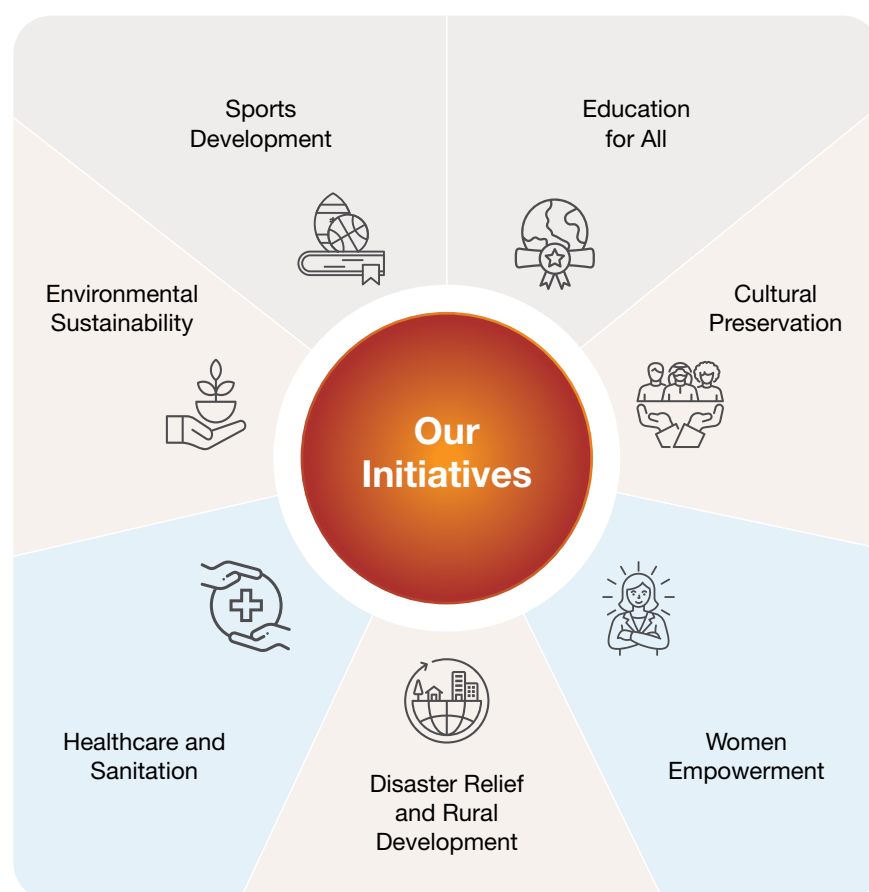 Sports
Development
Education
for All
Environmental
Sustainability
Cultural
Preservation
Our
Initiatives
Healthcare and
Sanitation
Women
Empowerment
Disaster Relief
and Rural
Development